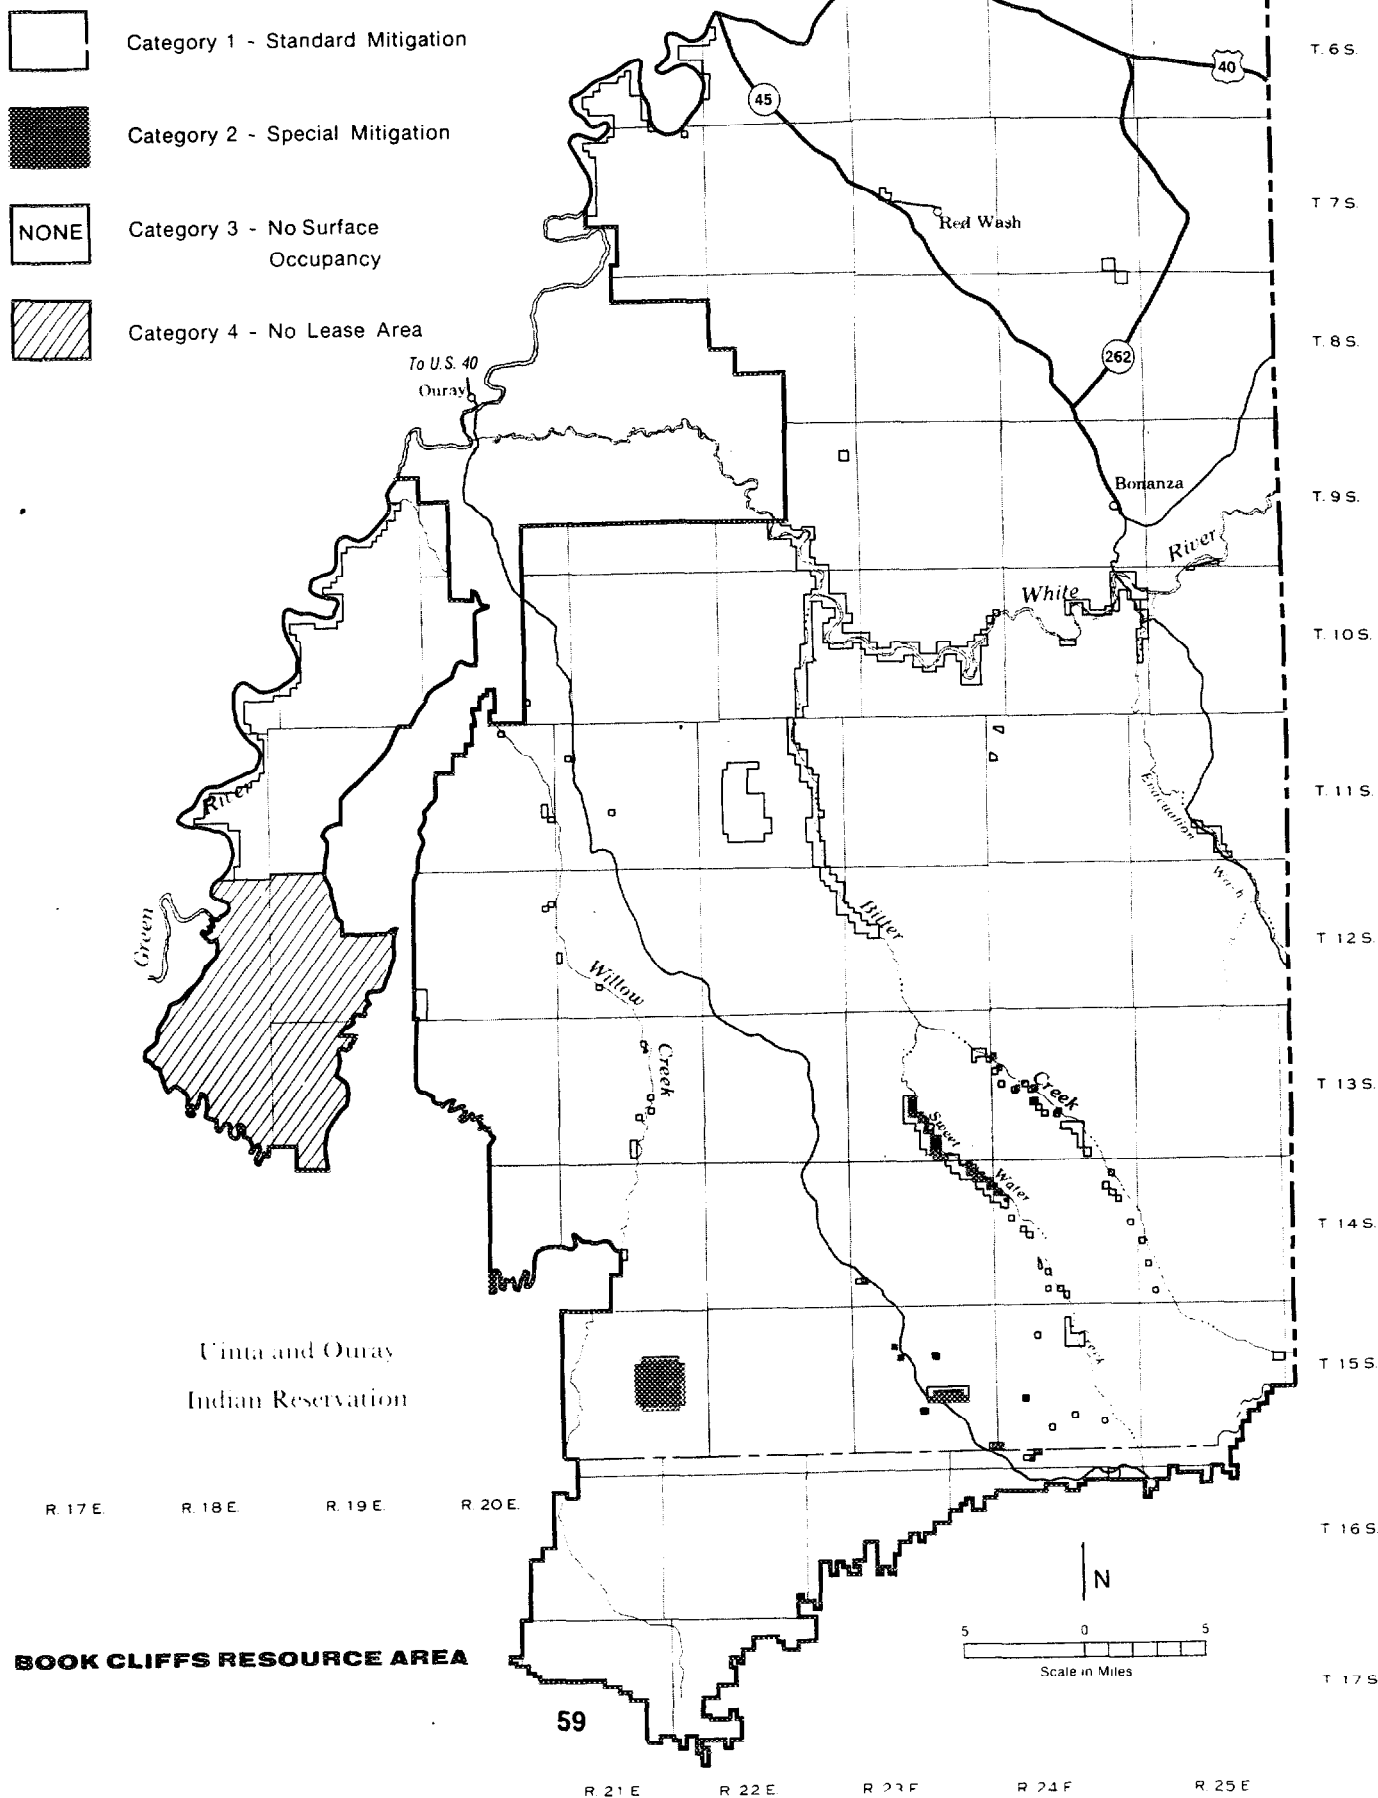 Category 1 - Standard Mitigation
Category 2 - Special Mitigation
NONE
Category 3 - No Surface
Occupancy
Category 4 - No Lease Area
T. 6 S.
40
45
T 7 S.
Red Wash
T. 8 S.
262
To U.S. 40
Ouray
Bonanza
T. 9 S.
River
White
T. 10 S.
River
T. 11 S.
Evacuation
Wash
Green
Bitter
T 12 S.
Willow
Creek
T 13 S.
Creek
Sweet
Water
T 14 S.
Uinta and Ouray
Indian Reservation
T 15 S.
R. 17 E.
R. 18 E.
R. 19 E.
R. 20 E.
T 16 S.
N
5 0 5
Scale in Miles
BOOK CLIFFS RESOURCE AREA
T 17 S
59
R. 21 E
R. 22 E.
R. 23 E
R. 24 E
R. 25 E